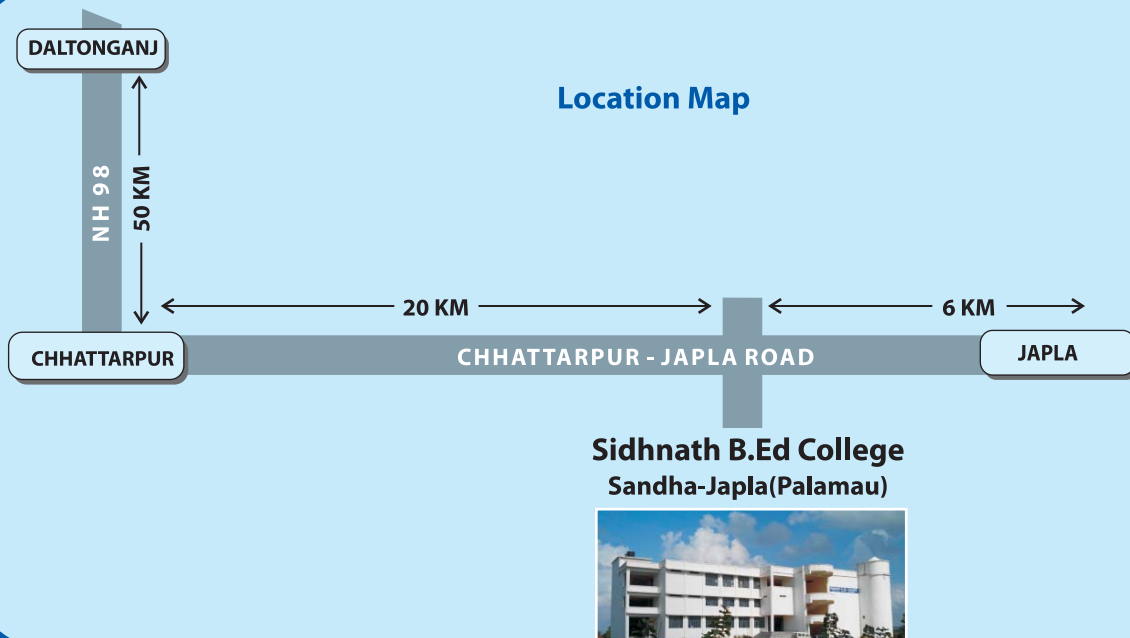 DALTONGANJ
Location Map
NH 98
50 KM
20 KM
6 KM
CHHATTARPUR
CHHATTARPUR - JAPLA ROAD
JAPLA
Sidhnath B.Ed College
Sandha-Japla(Palamau)